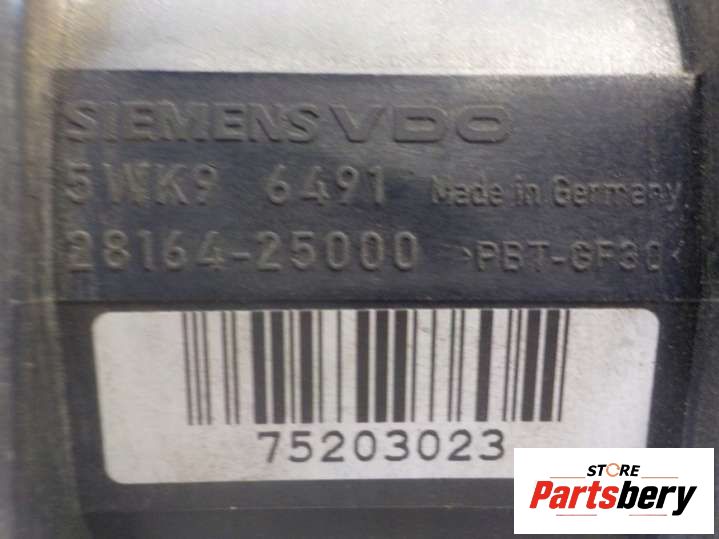 SIEMENS VDO
5WK9 6491 Made in Germany
28164-25000 >PBT-GF30<
75203023
STORE
Partsbery